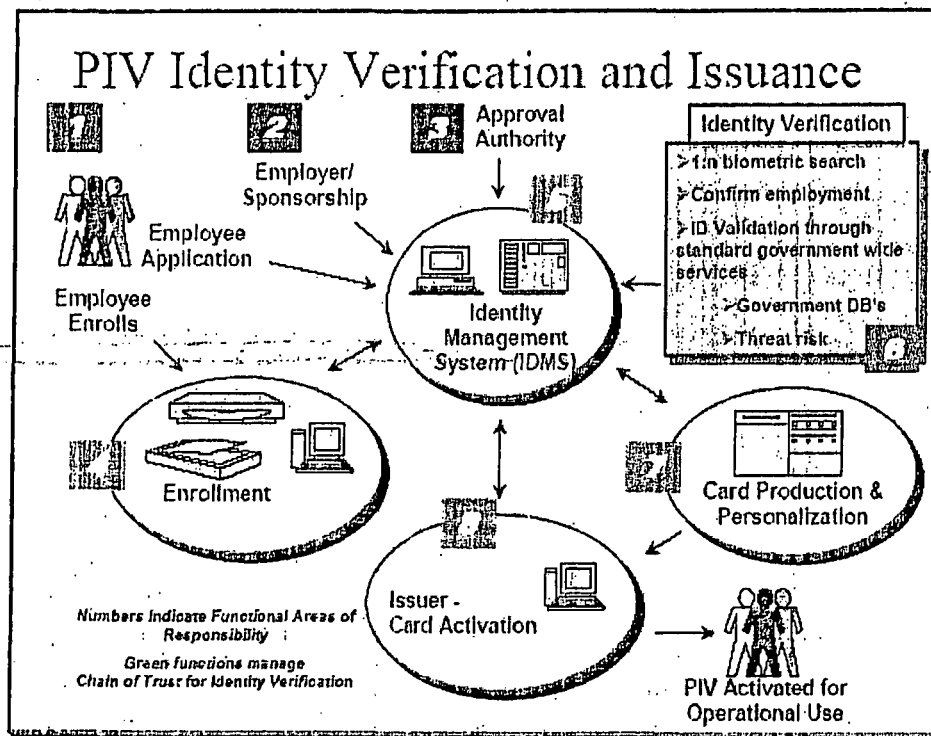 PIV Identity Verification and Issuance
1
2
3
Approval
Authority
Employer/
Sponsorship
Employee
Application
Employee
Enrolls
Identity Verification
>1:n biometric search
>Confirm employment
>ID Validation through
standard government wide
services
>Government DB's
>Threat risk
Identity
Management
System (IDMS)
4
Enrollment
7
Card Production &
Personalization
Issuer -
Card Activation
Numbers Indicate Functional Areas of
Responsibility
Green functions manage
Chain of Trust for Identity Verification
PIV Activated for
Operational Use